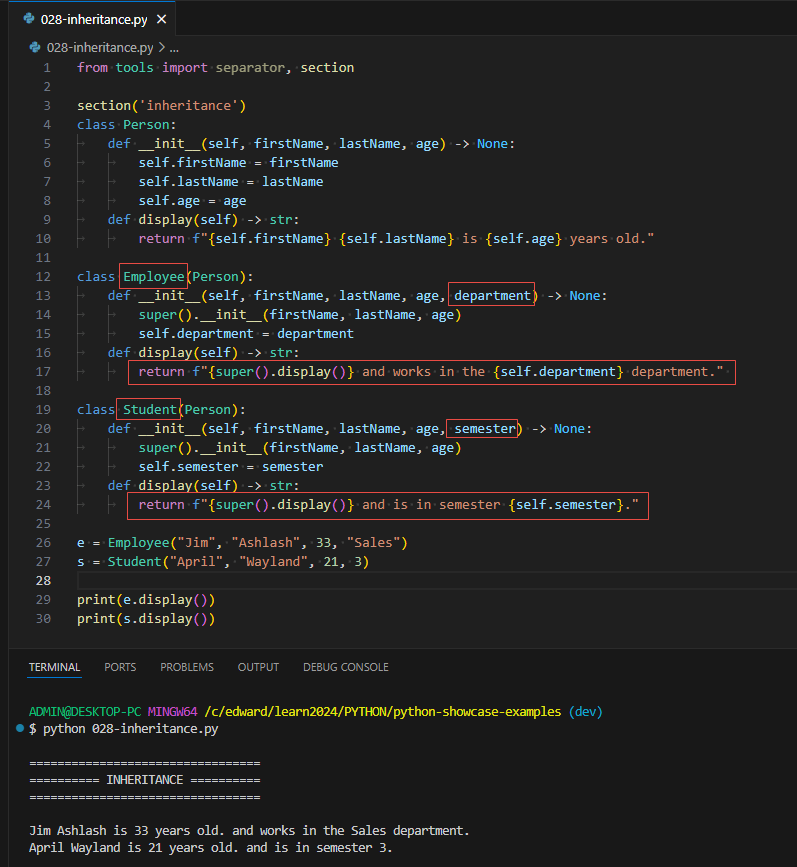 028-inheritance.py ×
028-inheritance.py > ...
1 from tools import separator, section
2
3 section('inheritance')
4 class Person:
5 def __init__(self, firstName, lastName, age) -> None:
6 self.firstName = firstName
7 self.lastName = lastName
8 self.age = age
9 def display(self) -> str:
10 return f"{self.firstName} {self.lastName} is {self.age} years old."
11
12 class Employee(Person):
13 def __init__(self, firstName, lastName, age, department) -> None:
14 super().__init__(firstName, lastName, age)
15 self.department = department
16 def display(self) -> str:
17 return f"{super().display()} and works in the {self.department} department."
18
19 class Student(Person):
20 def __init__(self, firstName, lastName, age, semester) -> None:
21 super().__init__(firstName, lastName, age)
22 self.semester = semester
23 def display(self) -> str:
24 return f"{super().display()} and is in semester {self.semester}."
25
26 e = Employee("Jim", "Ashlash", 33, "Sales")
27 s = Student("April", "Wayland", 21, 3)
28
29 print(e.display())
30 print(s.display())
TERMINAL PORTS PROBLEMS OUTPUT DEBUG CONSOLE
ADMIN@DESKTOP-PC MINGW64 /c/edward/learn2024/PYTHON/python-showcase-examples (dev)
$ python 028-inheritance.py
=================================
========== INHERITANCE ==========
=================================
Jim Ashlash is 33 years old. and works in the Sales department.
April Wayland is 21 years old. and is in semester 3.